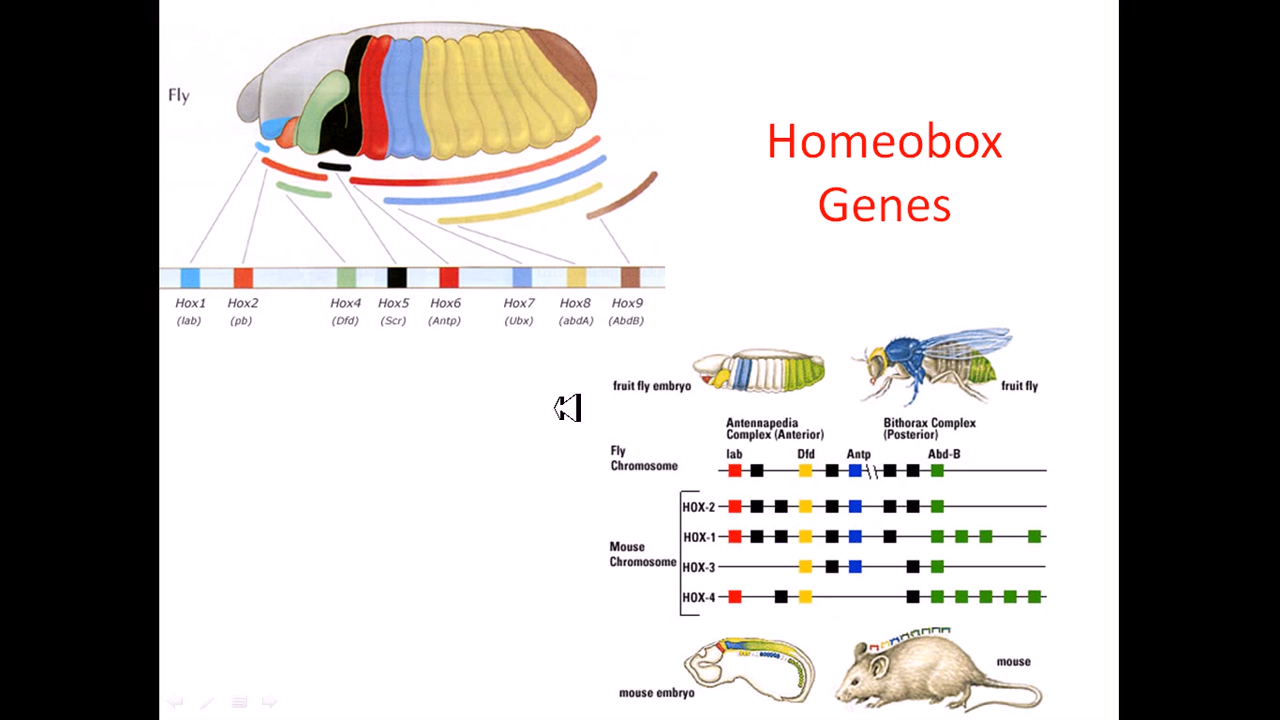 Fly
Homeobox
Genes
Hox1 Hox2 Hox4 Hox5 Hox6 Hox7 Hox8 Hox9
(lab) (pb) (Dfd) (Scr) (Antp) (Ubx) (abdA) (AbdB)
fruit fly embryo
fruit fly
Antennapedia
Complex (Anterior)
Bithorax Complex
(Posterior)
Fly
Chromosome
lab Dfd Antp Abd-B
HOX-2
HOX-1
Mouse
Chromosome
HOX-3
HOX-4
mouse embryo
mouse